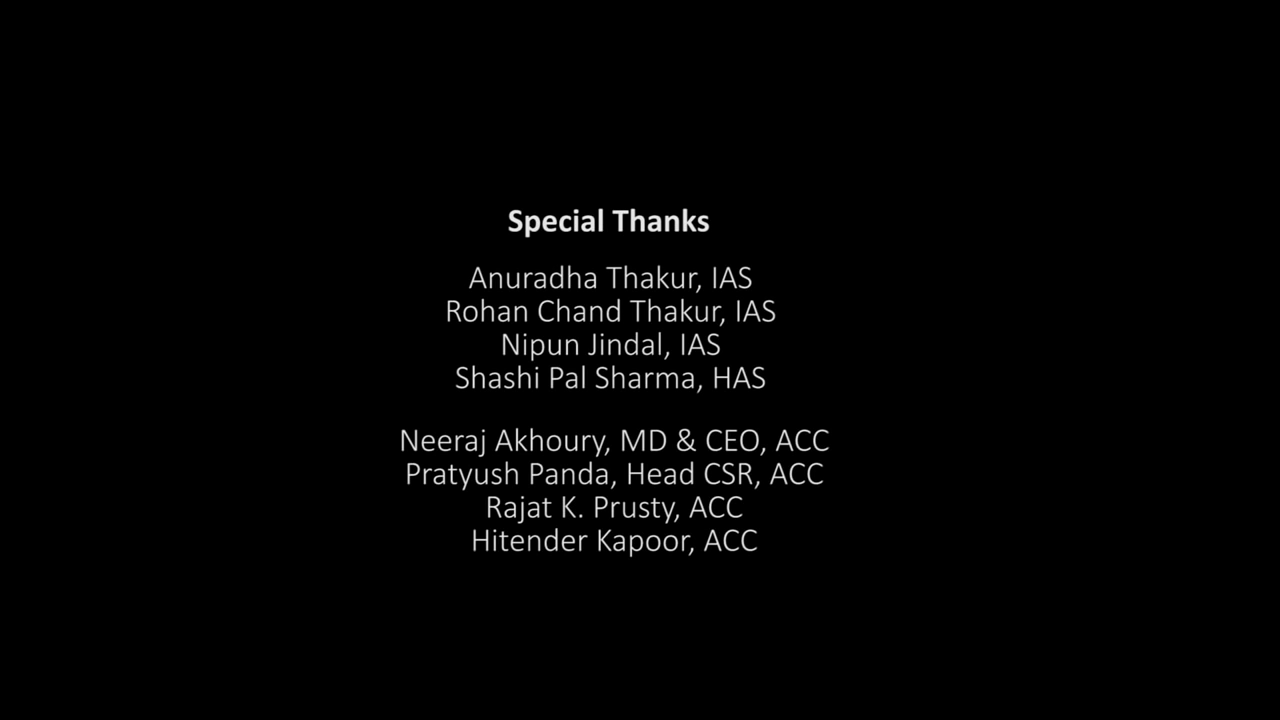 Special Thanks
Anuradha Thakur, IAS
Rohan Chand Thakur, IAS
Nipun Jindal, IAS
Shashi Pal Sharma, HAS
Neeraj Akhoury, MD & CEO, ACC
Pratyush Panda, Head CSR, ACC
Rajat K. Prusty, ACC
Hitender Kapoor, ACC